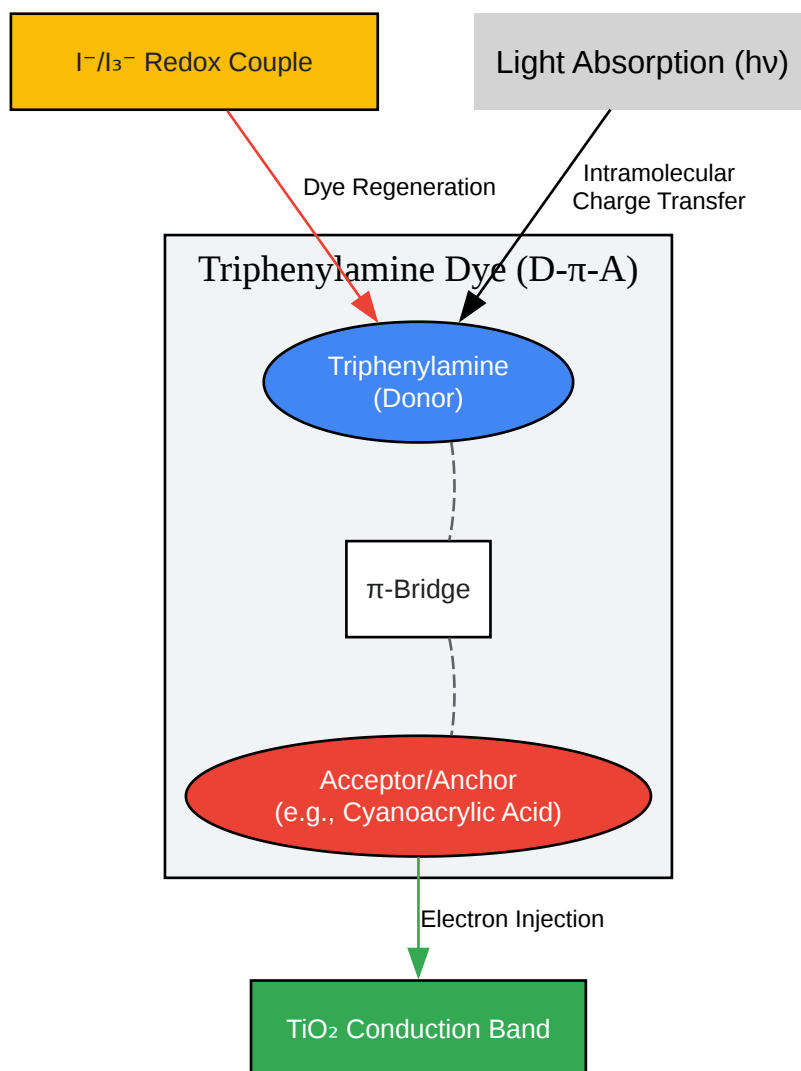 I⁻/I₃⁻ Redox Couple
Light Absorption (hν)
Dye Regeneration
Intramolecular
Charge Transfer
Triphenylamine Dye (D-π-A)
Triphenylamine
(Donor)
π-Bridge
Acceptor/Anchor
(e.g., Cyanoacrylic Acid)
Electron Injection
TiO₂ Conduction Band